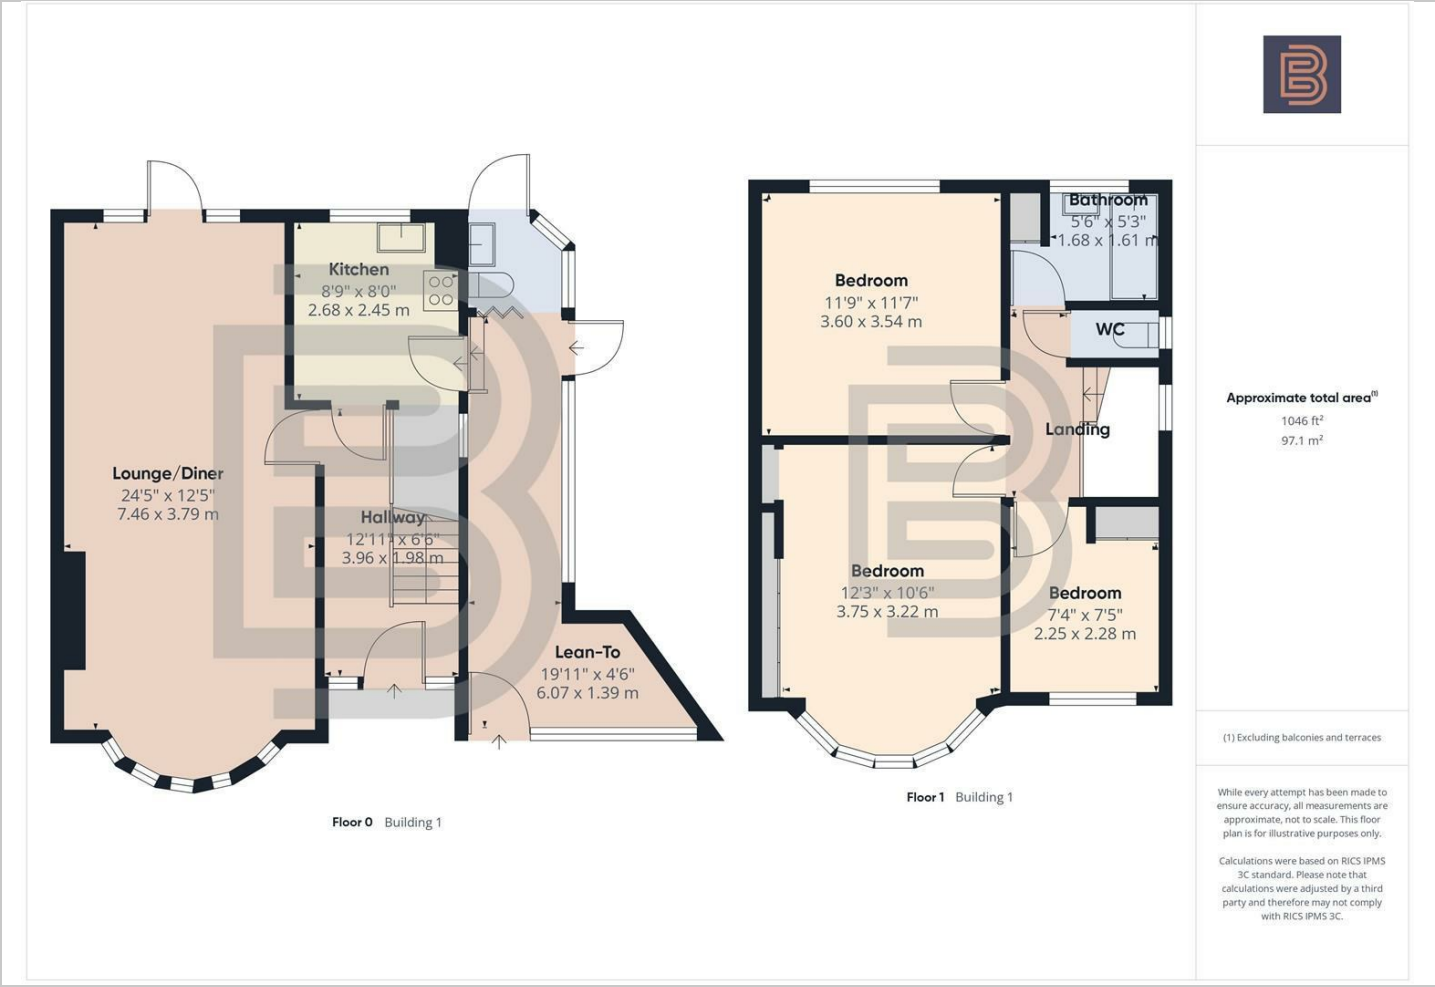 Kitchen
8'9" x 8'0"
2.68 x 2.45 m
Lounge/Diner
24'5" x 12'5"
7.46 x 3.79 m
Hallway
12'11" x 6'6"
3.96 x 1.98 m
Lean-To
19'11" x 4'6"
6.07 x 1.39 m
Floor 0 Building 1
Bathroom
5'6" x 5'3"
1.68 x 1.61 m
Bedroom
11'9" x 11'7"
3.60 x 3.54 m
WC
Landing
Bedroom
12'3" x 10'6"
3.75 x 3.22 m
Bedroom
7'4" x 7'5"
2.25 x 2.28 m
Floor 1 Building 1
B
Approximate total area(1)
1046 ft²
97.1 m²
(1) Excluding balconies and terraces
While every attempt has been made to
ensure accuracy, all measurements are
approximate, not to scale. This floor
plan is for illustrative purposes only.
Calculations were based on RICS IPMS
3C standard. Please note that
calculations were adjusted by a third
party and therefore may not comply
with RICS IPMS 3C.